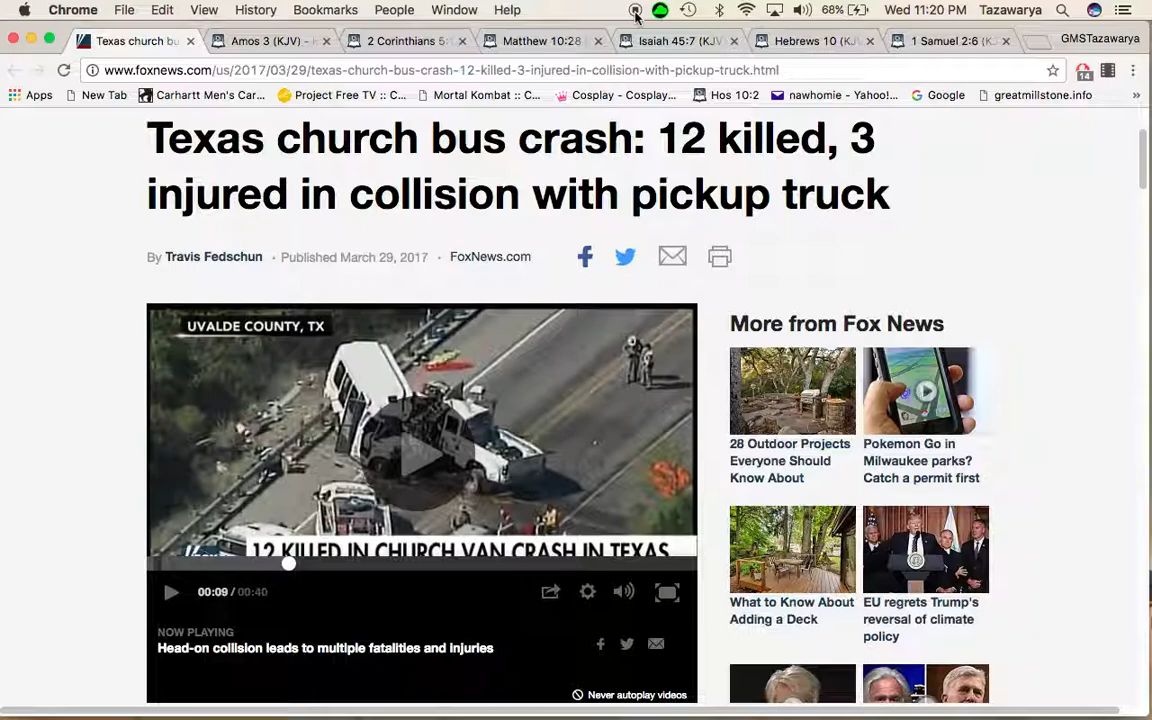 Chrome File Edit View History Bookmarks People Window Help 68% Wed 11:20 PM Tazawarya
Texas church bu Amos 3 (KJV) - 2 Corinthians 5: Matthew 10:28 Isaiah 45:7 (KJV) Hebrews 10 (KJV 1 Samuel 2:6 ( GMSTazawarya
www.foxnews.com/us/2017/03/29/texas-church-bus-crash-12-killed-3-injured-in-collision-with-pickup-truck.html 14
Apps New Tab Carhartt Men's Car... Project Free TV :: C... Mortal Kombat :: C... Cosplay - Cosplay... Hos 10:2 nawhomie - Yahoo!... Google greatmillstone.info »
Texas church bus crash: 12 killed, 3
injured in collision with pickup truck
By Travis Fedschun · Published March 29, 2017 · FoxNews.com
UVALDE COUNTY, TX
12 KILLED IN CHURCH VAN CRASH IN TEXAS
00:09 / 00:40
NOW PLAYING
Head-on collision leads to multiple fatalities and injuries
Never autoplay videos
More from Fox News
28 Outdoor Projects
Everyone Should
Know About
Pokemon Go in
Milwaukee parks?
Catch a permit first
What to Know About
Adding a Deck
EU regrets Trump's
reversal of climate
policy